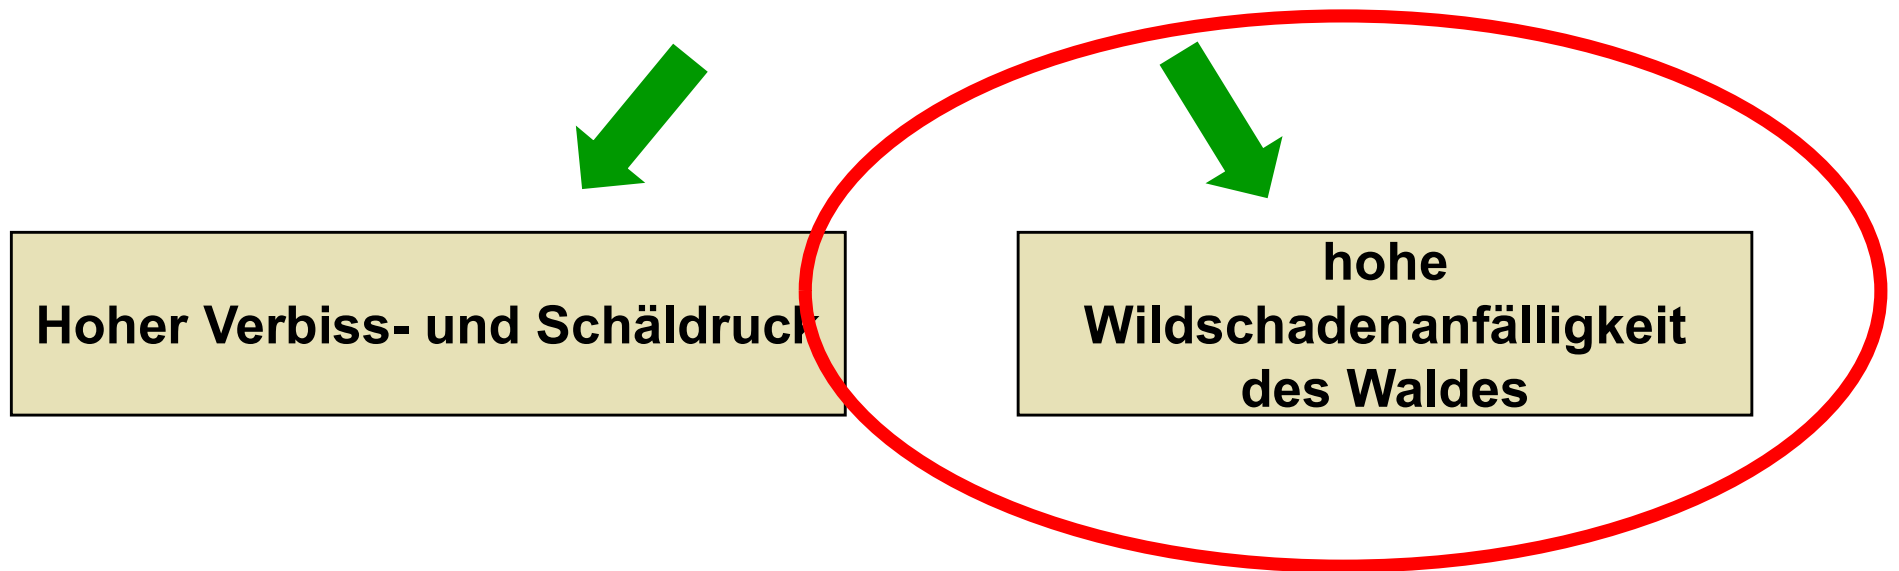 Hoher Verbiss- und Schäldruck
hohe
Wildschadenanfälligkeit
des Waldes